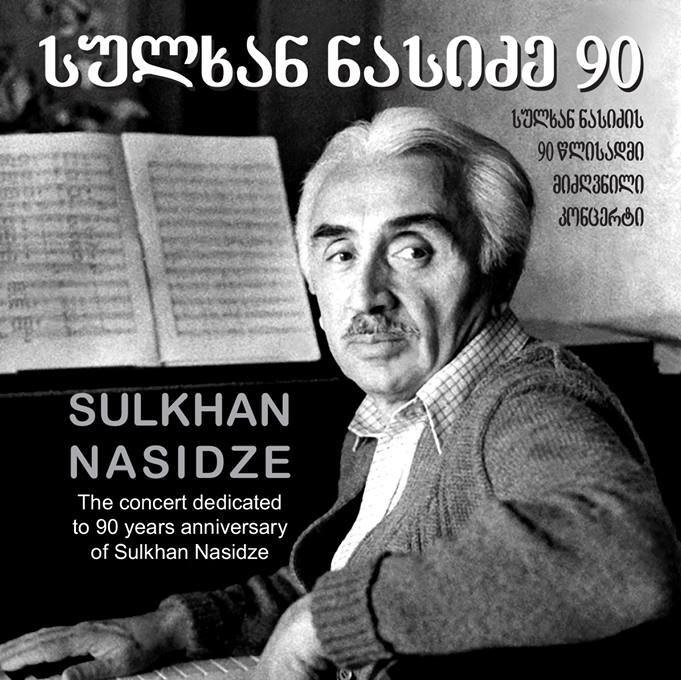 სულხან ნასიძე 90
სულხან ნასიძის
90 წლისადმი
მიძღვნილი
კონცერტი
SULKHAN
NASIDZE
The concert dedicated
to 90 years anniversary
of Sulkhan Nasidze